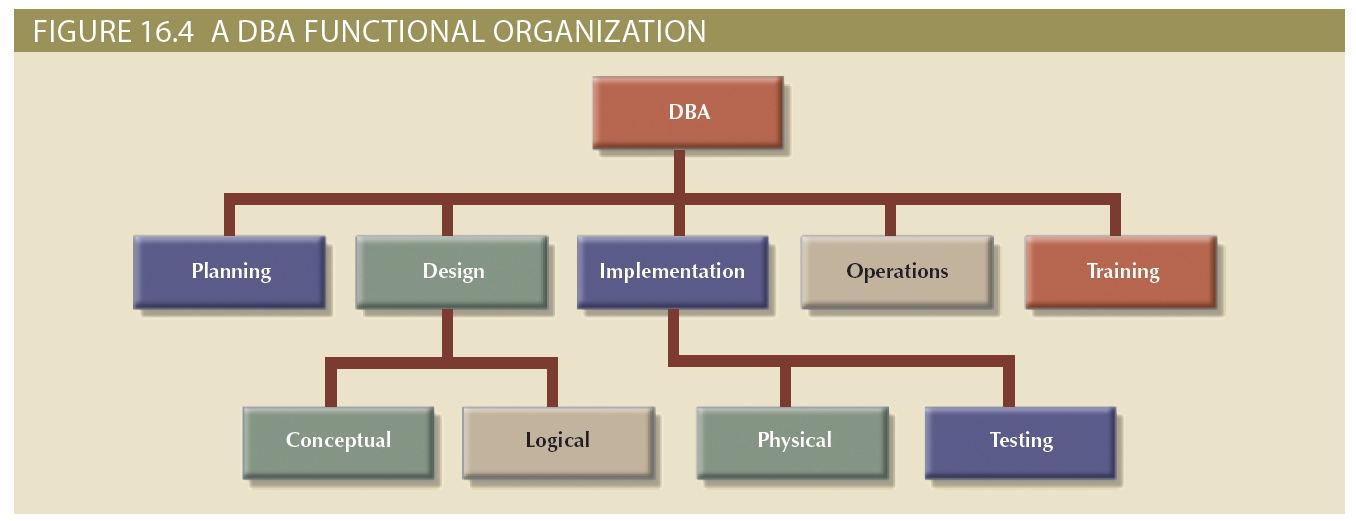 FIGURE 16.4 A DBA FUNCTIONAL ORGANIZATION
DBA
Planning
Design
Implementation
Operations
Training
Conceptual
Logical
Physical
Testing